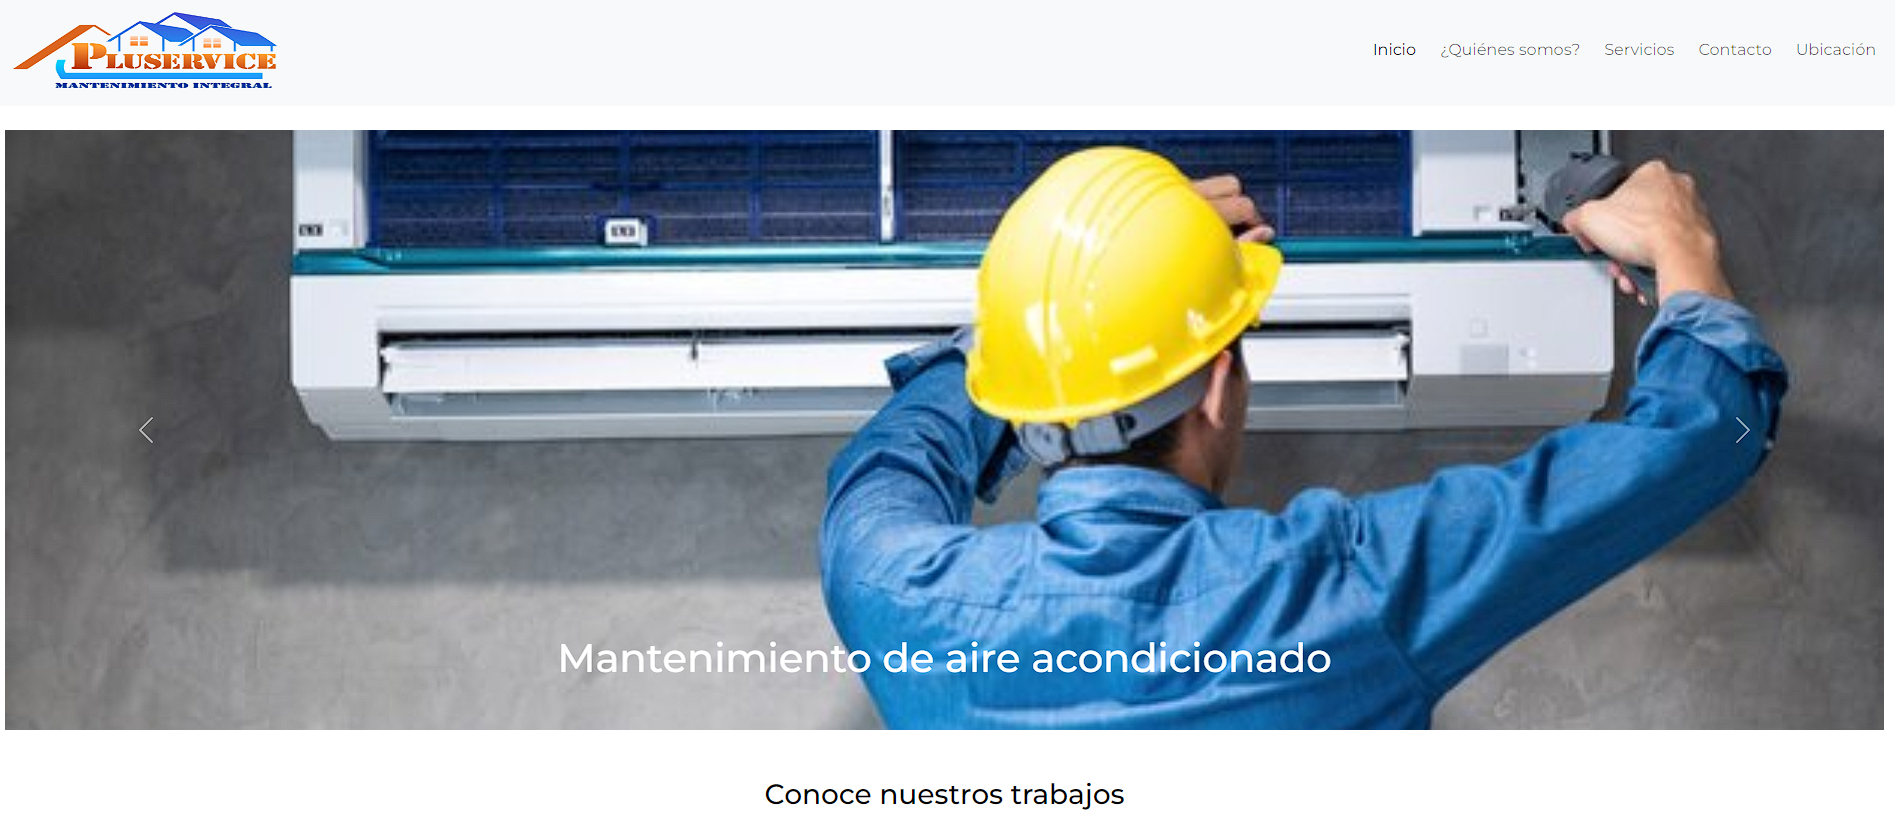 PLUSERVICE
MANTENIMIENTO INTEGRAL
Inicio ¿Quiénes somos? Servicios Contacto Ubicación
Mantenimiento de aire acondicionado
Conoce nuestros trabajos